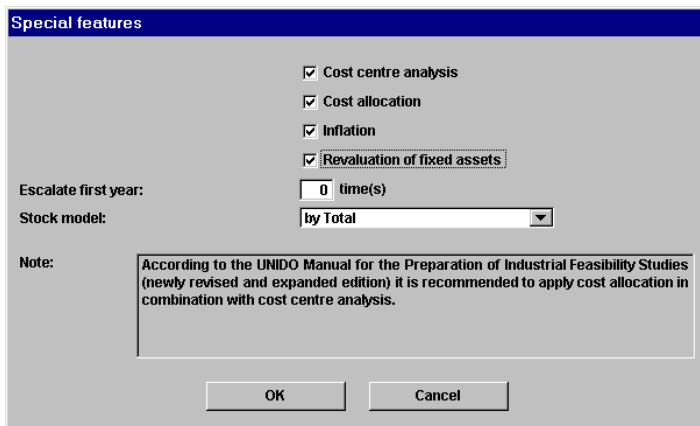 Special features
Cost centre analysis
Cost allocation
Inflation
Revaluation of fixed assets
Escalate first year: 0 time(s)
Stock model: by Total
Note: According to the UNIDO Manual for the Preparation of Industrial Feasibility Studies
(newly revised and expanded edition) it is recommended to apply cost allocation in
combination with cost centre analysis.
OK Cancel